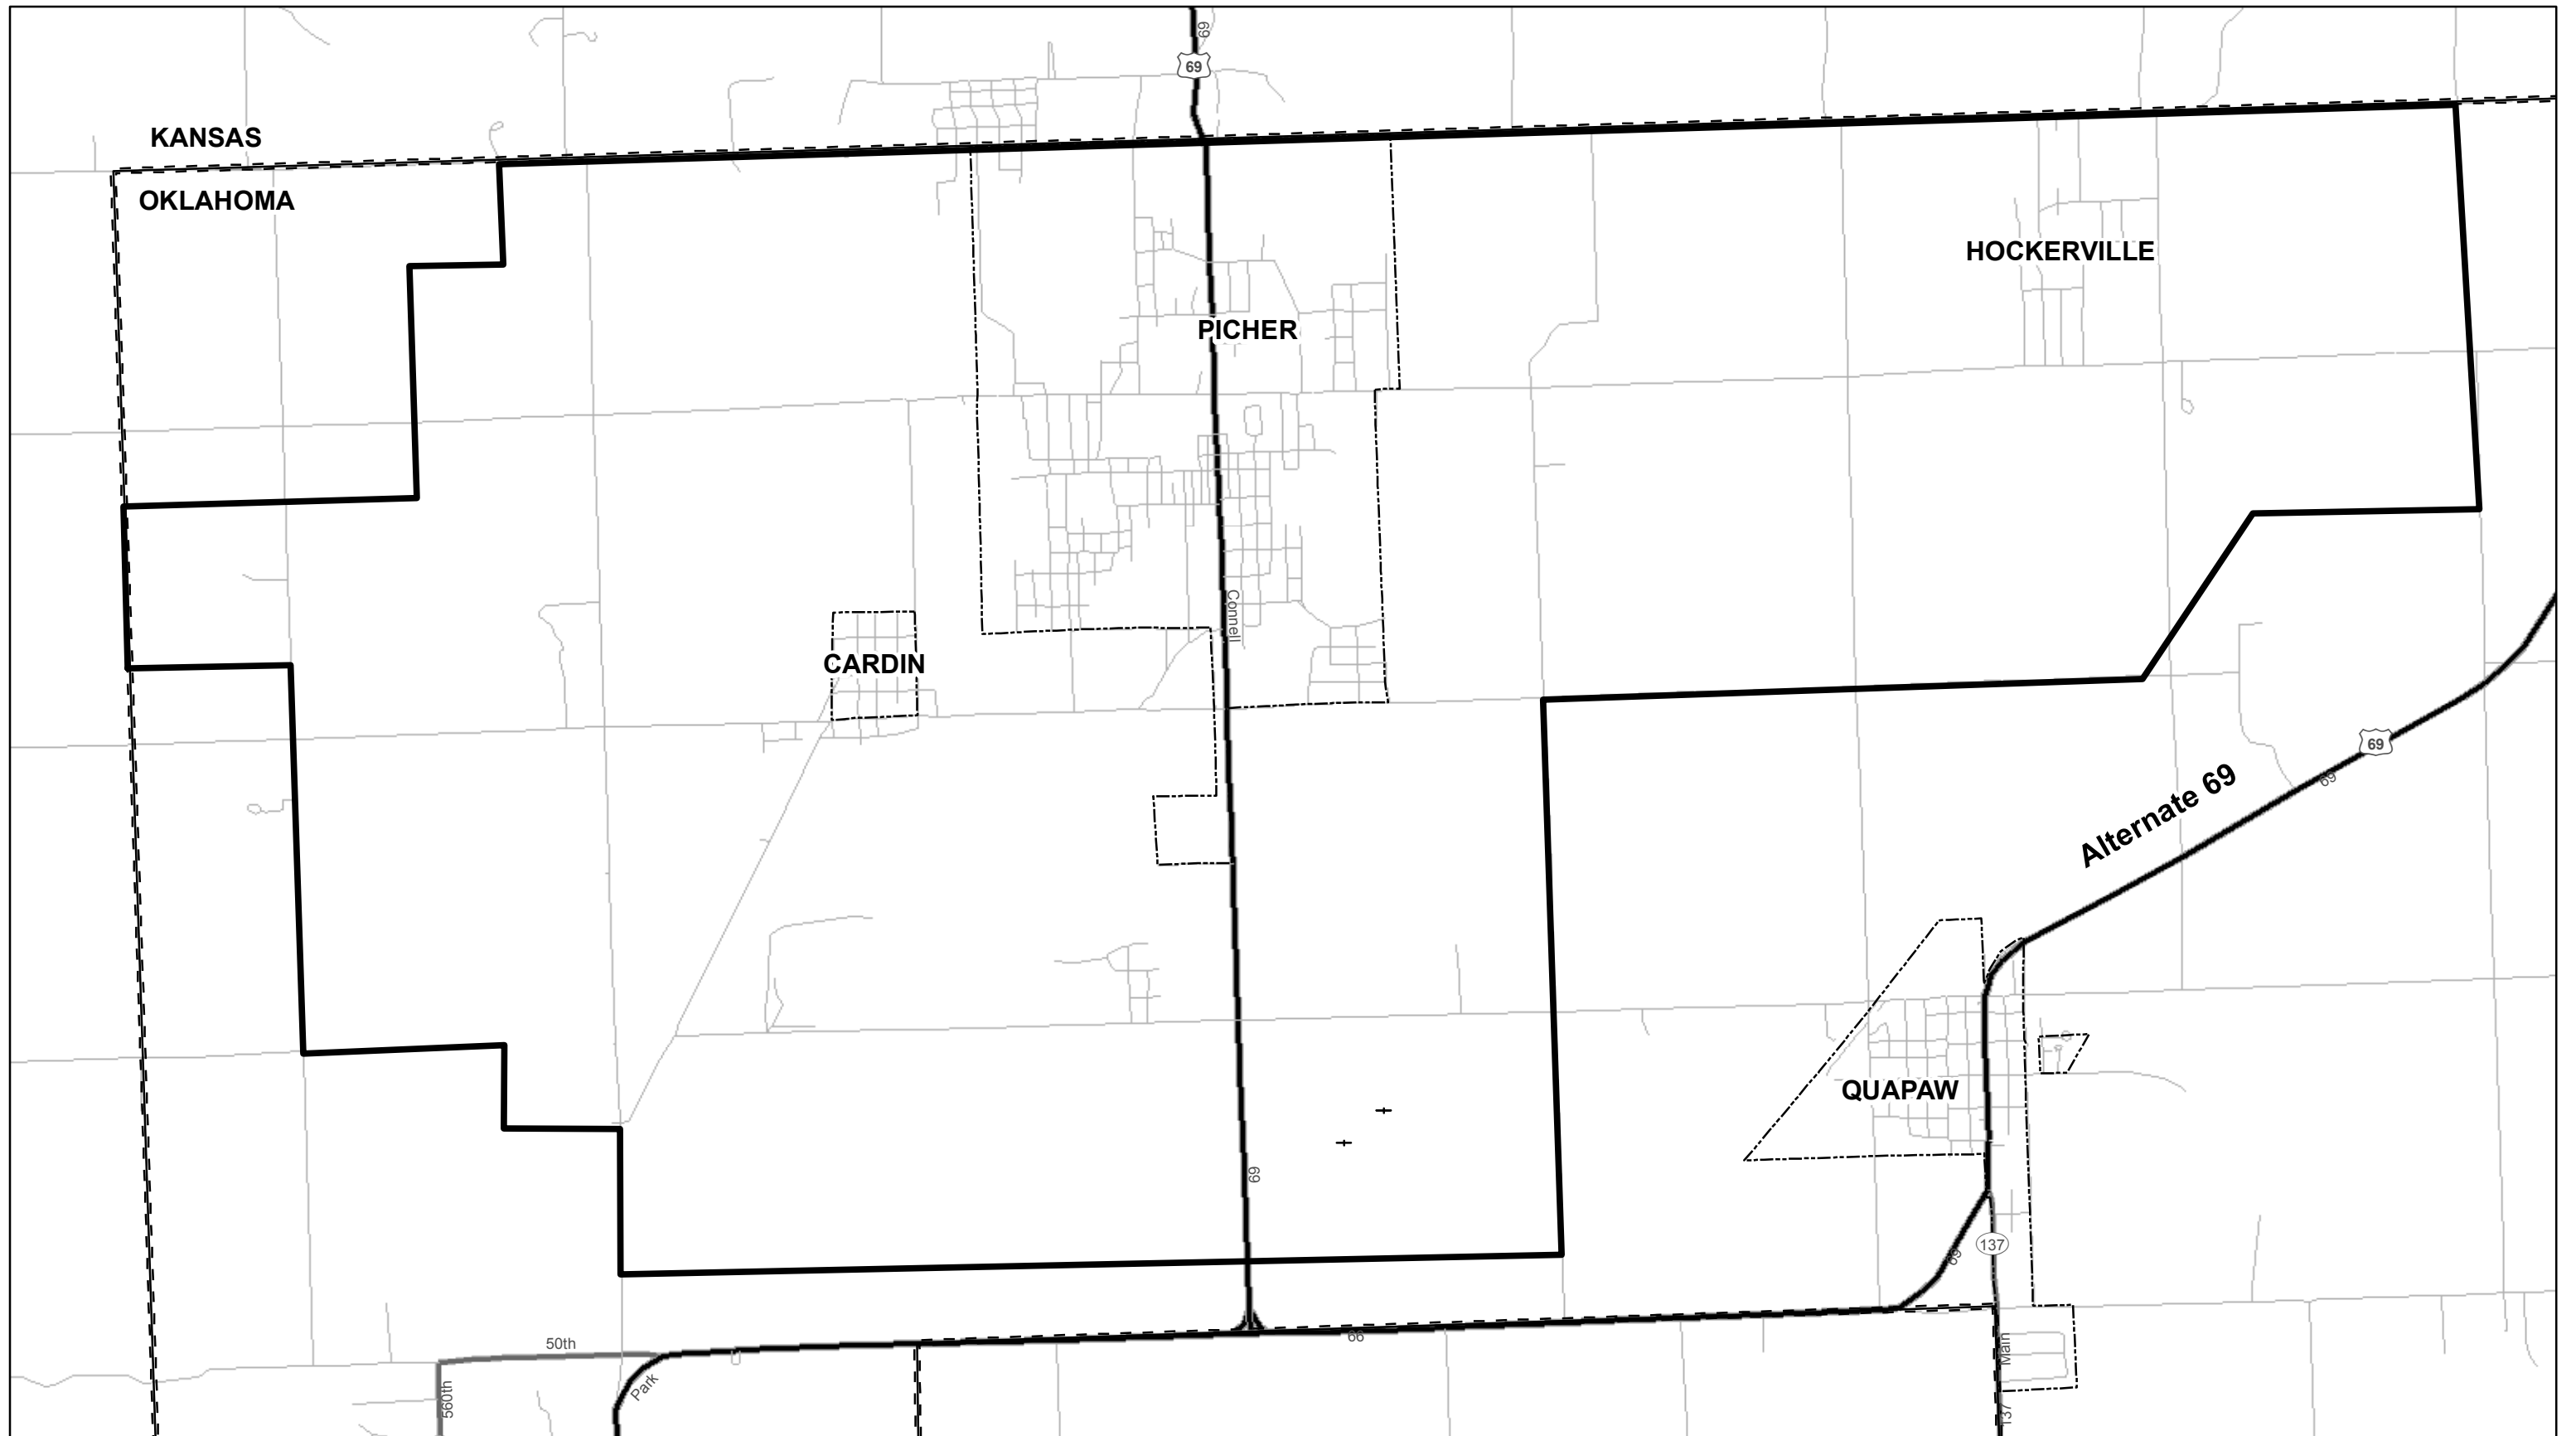 69
69
KANSAS
OKLAHOMA
HOCKERVILLE
PICHER
Connell
CARDIN
69
Alternate 69
69
QUAPAW
69
137
69
66
50th
Main
Park
560th
137